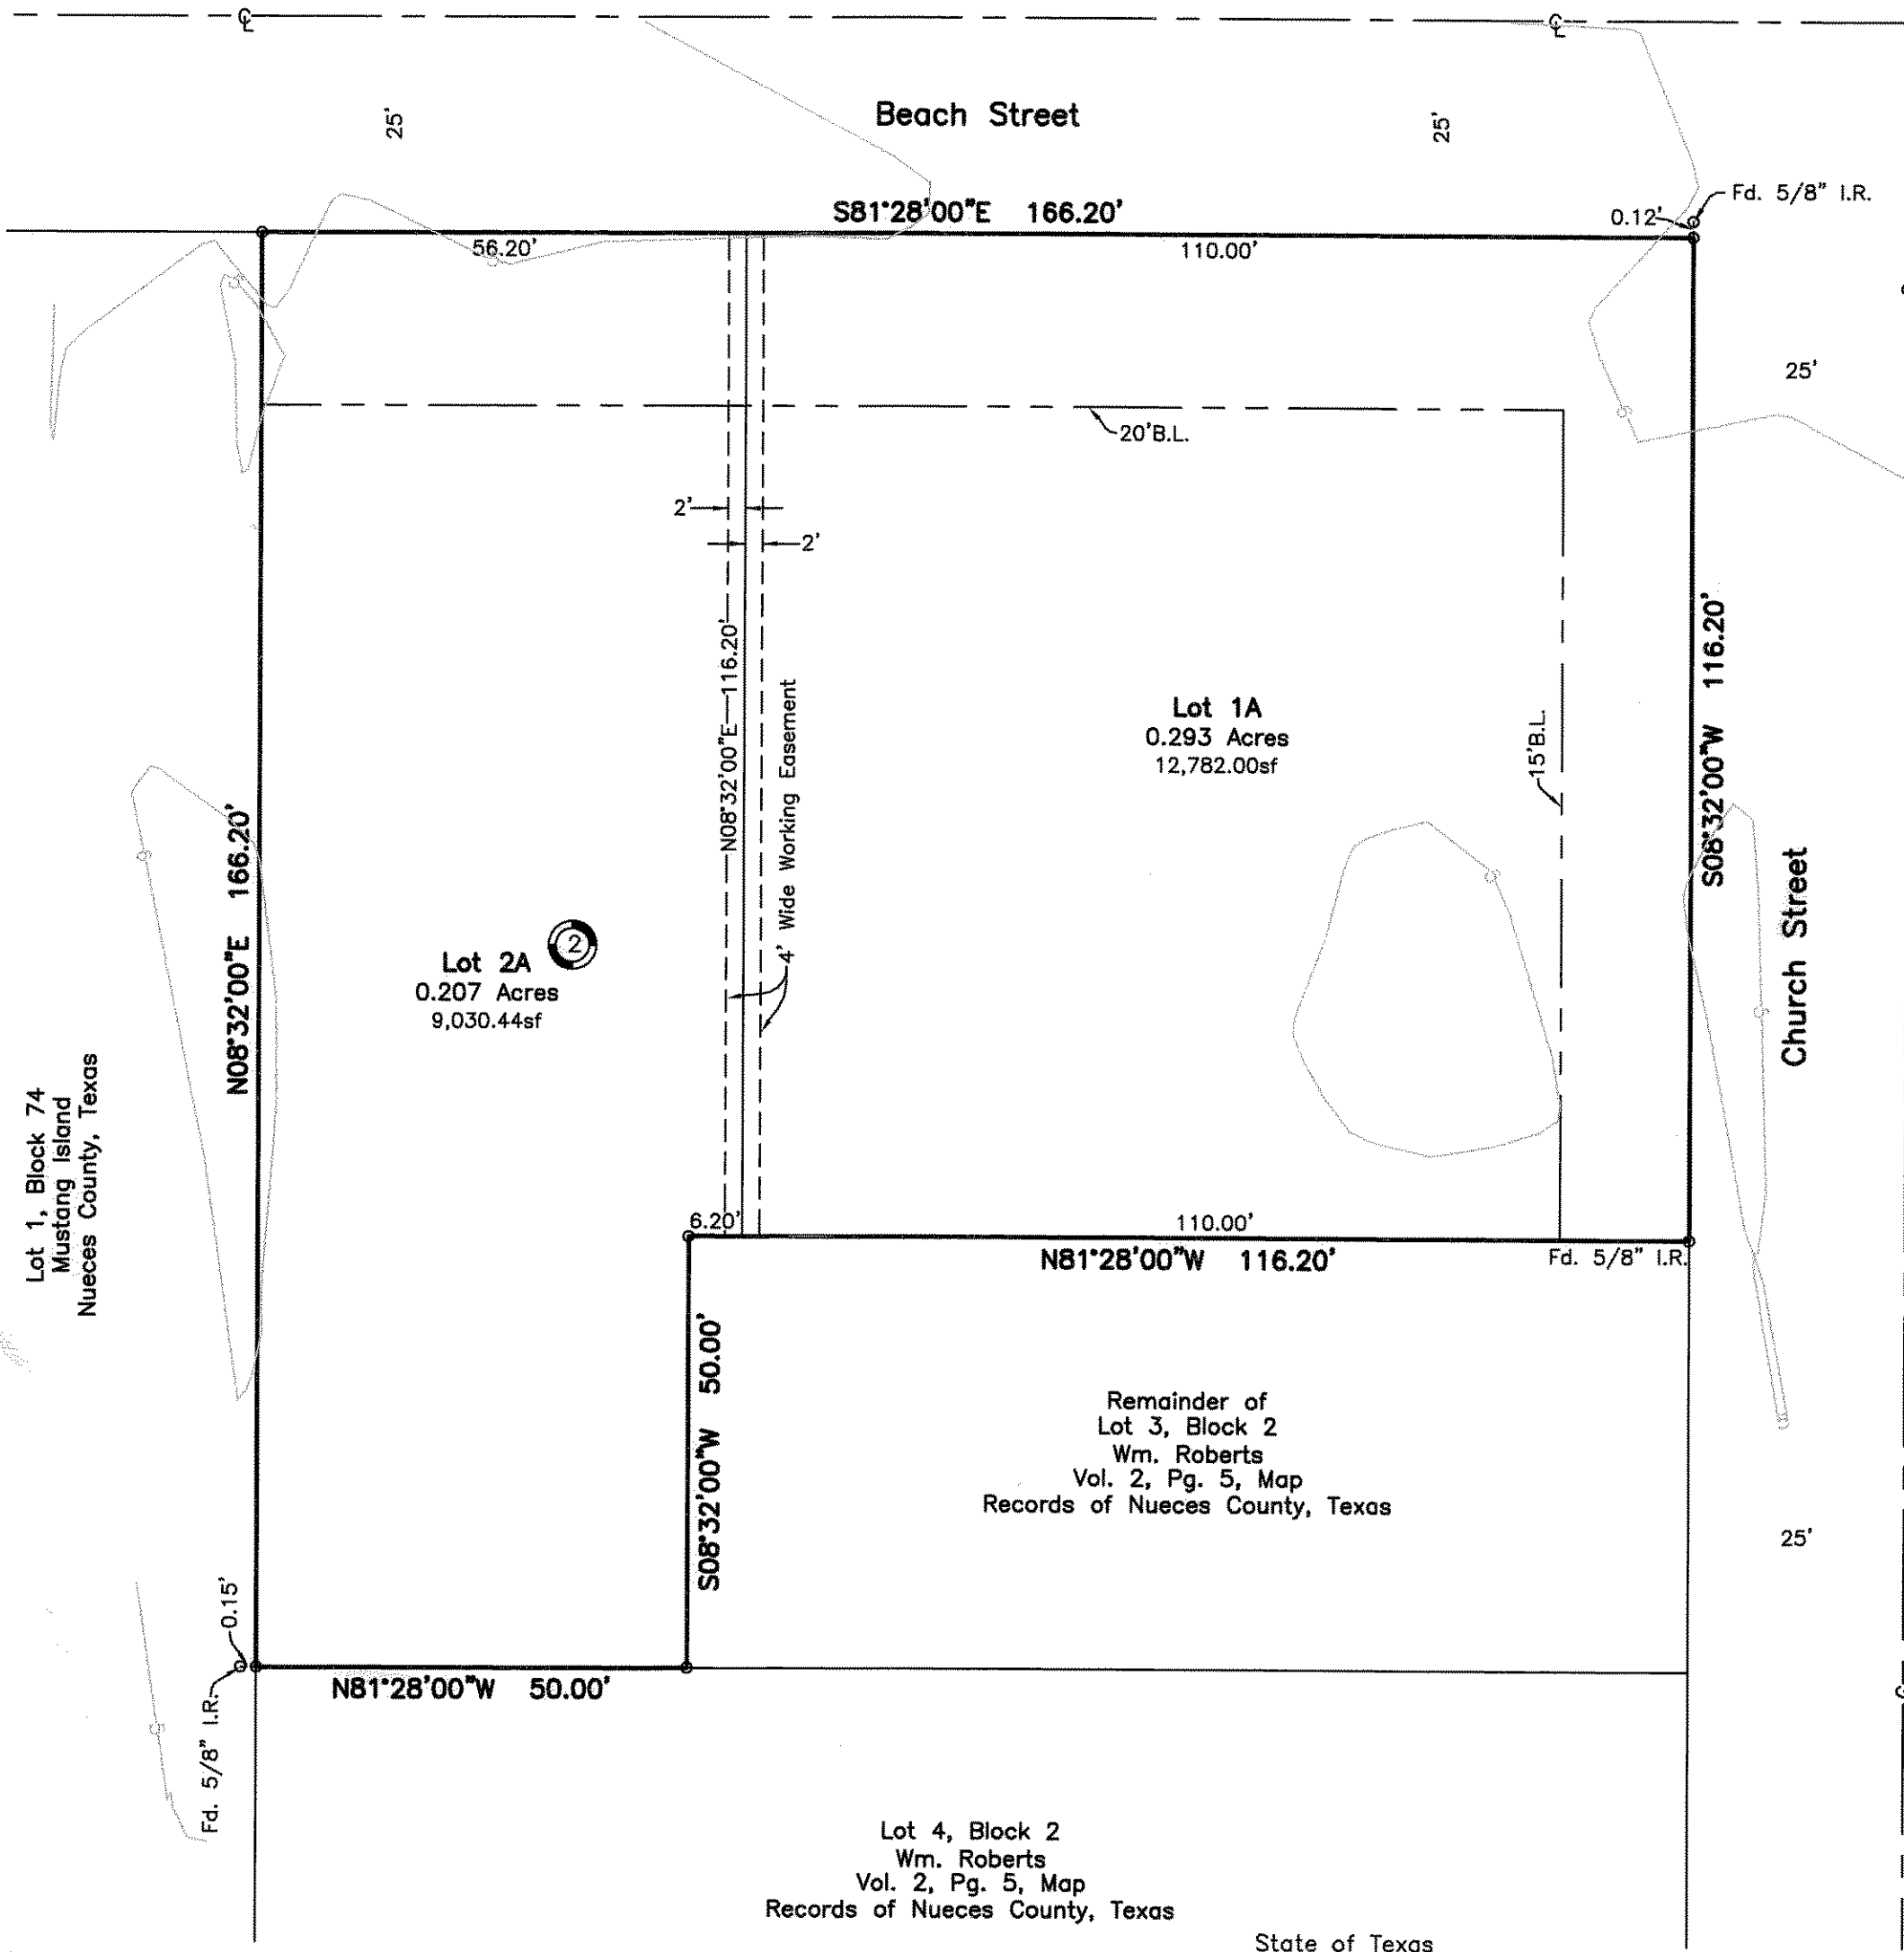 ℄
℄
Beach Street
25'
25'
S81°28'00"E 166.20'
Fd. 5/8" I.R.
0.12'
56.20'
110.00'
5
5
25'
5
20'B.L.
2'
2'
N08°32'00"E 116.20'
4' Wide Working Easement
Lot 1A
0.293 Acres
12,782.00sf
15'B.L.
S08°32'00"W 116.20'
Church Street
N08°32'00"E 166.20'
5
5
5
Lot 2A
2
0.207 Acres
9,030.44sf
Lot 1, Block 74
Mustang Island
Nueces County, Texas
6.20'
110.00'
N81°28'00"W 116.20'
Fd. 5/8" I.R.
S08°32'00"W 50.00'
Remainder of
Lot 3, Block 2
Wm. Roberts
Vol. 2, Pg. 5, Map
Records of Nueces County, Texas
25'
0.15'
Fd. 5/8" I.R.
N81°28'00"W 50.00'
5
Lot 4, Block 2
Wm. Roberts
Vol. 2, Pg. 5, Map
Records of Nueces County, Texas
State of Texas